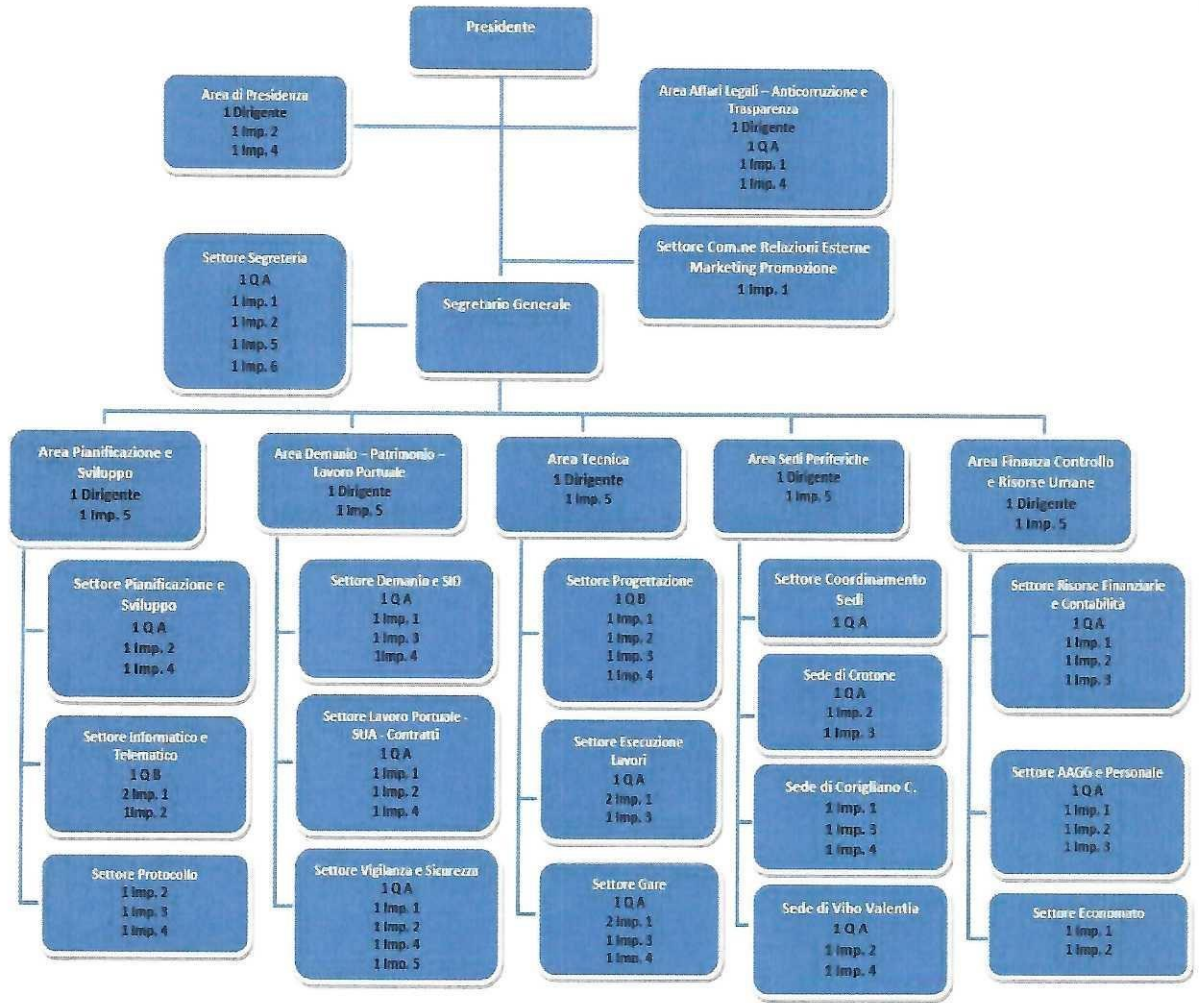 Presidente
Area di Presidenza
1 Dirigente
1 Imp. 2
1 Imp. 4
Area Affari Legali – Anticorruzione e
Trasparenza
1 Dirigente
1 Q A
1 Imp. 1
1 Imp. 4
Settore Com.ne Relazioni Esterne
Marketing Promozione
1 Imp. 1
Settore Segreteria
1 Q A
1 Imp. 1
1 Imp. 2
1 Imp. 5
1 Imp. 6
Segretario Generale
Area Pianificazione e
Sviluppo
1 Dirigente
1 Imp. 5
Settore Pianificazione e
Sviluppo
1 Q A
1 Imp. 2
1 Imp. 4
Settore Informatico e
Telematico
1 Q B
2 Imp. 1
1Imp. 2
Settore Protocollo
1 Imp. 2
1 Imp. 3
1 Imp. 4
Area Demanio – Patrimonio –
Lavoro Portuale
1 Dirigente
1 Imp. 5
Settore Demanio e SID
1 Q A
1 Imp. 1
1 Imp. 3
1Imp. 4
Settore Lavoro Portuale -
SUA - Contratti
1 Q A
1 Imp. 1
1 Imp. 2
1 Imp. 4
Settore Vigilanza e Sicurezza
1 Q A
1 Imp. 1
1 Imp. 2
1 Imp. 4
1 Imp. 5
Area Tecnica
1 Dirigente
1 Imp. 5
Settore Progettazione
1 Q B
1 Imp. 1
1 Imp. 2
1 Imp. 3
1 Imp. 4
Settore Esecuzione
Lavori
1 Q A
2 Imp. 1
1 Imp. 3
Settore Gare
1 Q A
2 Imp. 1
1 Imp. 3
1 Imp. 4
Area Sedi Periferiche
1 Dirigente
1 Imp. 5
Settore Coordinamento
Sedi
1 Q A
Sede di Crotone
1 Q A
1 Imp. 2
1 Imp. 3
Sede di Corigliano C.
1 Imp. 1
1 Imp. 3
1 Imp. 4
Sede di Vibo Valentia
1 Q A
1 Imp. 2
1 Imp. 4
Area Finanza Controllo
e Risorse Umane
1 Dirigente
1 Imp. 5
Settore Risorse Finanziarie
e Contabilità
1 Q A
1 Imp. 1
1 Imp. 2
1 Imp. 3
Settore AAGG e Personale
1 Q A
1 Imp. 1
1 Imp. 2
1 Imp. 3
Settore Economato
1 Imp. 1
1 Imp. 2